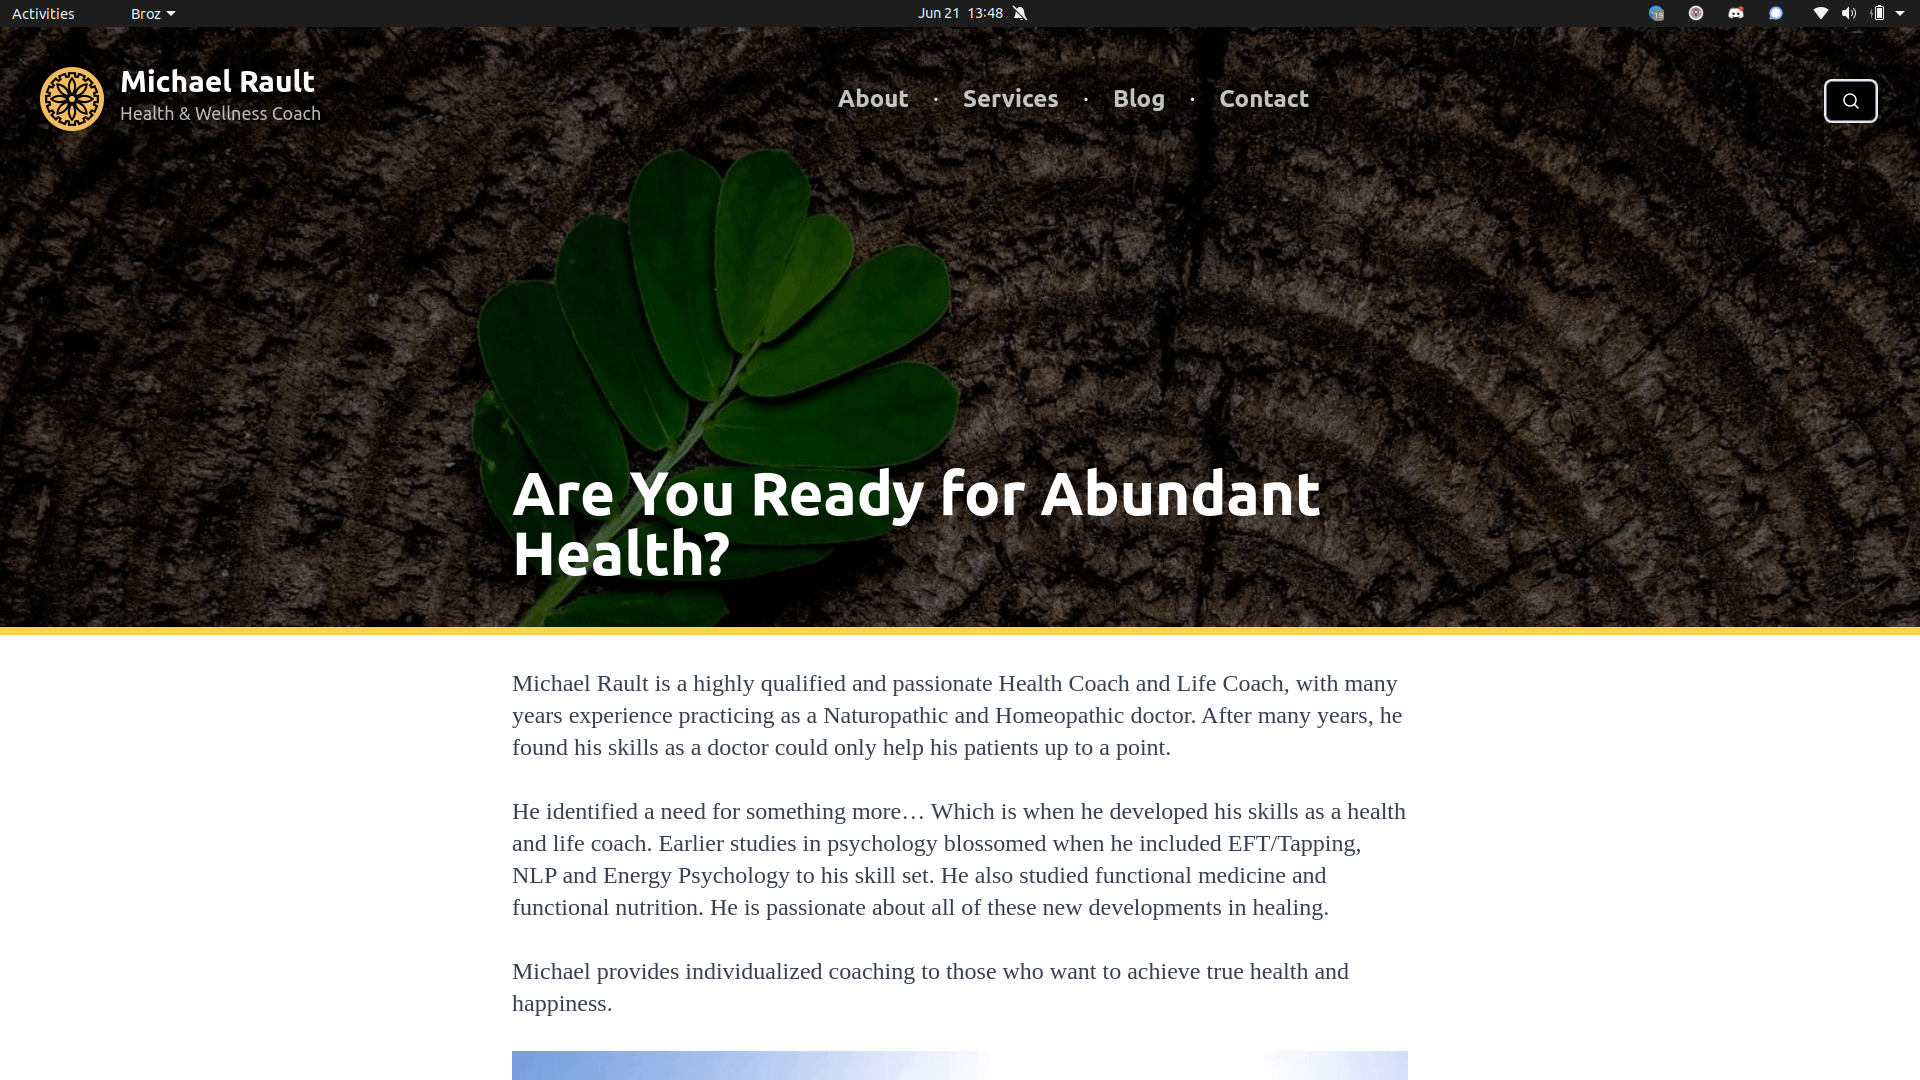 Activities
Broz
Jun 21 13:48
19
Michael Rault
Health & Wellness Coach
About · Services · Blog · Contact
Are You Ready for Abundant
Health?
Michael Rault is a highly qualified and passionate Health Coach and Life Coach, with many
years experience practicing as a Naturopathic and Homeopathic doctor. After many years, he
found his skills as a doctor could only help his patients up to a point.
He identified a need for something more… Which is when he developed his skills as a health
and life coach. Earlier studies in psychology blossomed when he included EFT/Tapping,
NLP and Energy Psychology to his skill set. He also studied functional medicine and
functional nutrition. He is passionate about all of these new developments in healing.
Michael provides individualized coaching to those who want to achieve true health and
happiness.